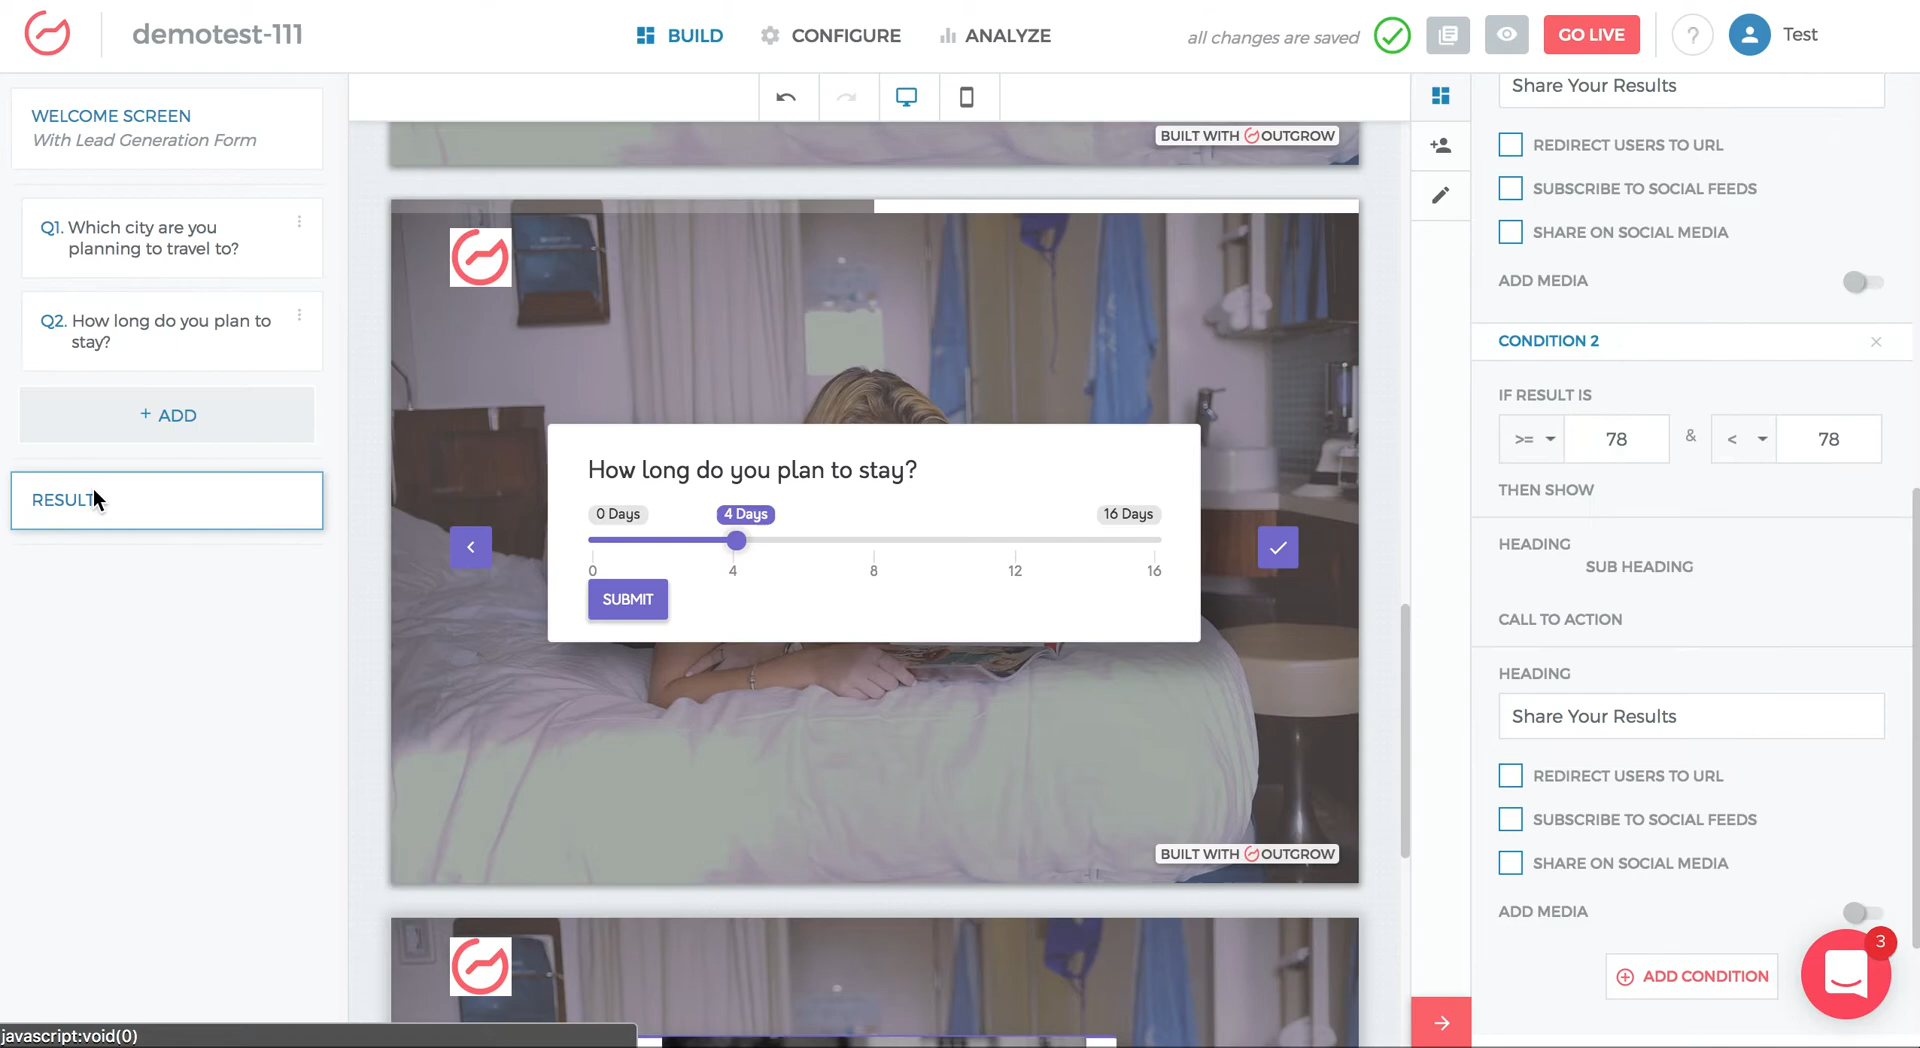 demotest-111
BUILD
CONFIGURE
ANALYZE
all changes are saved
GO LIVE
?
Test
WELCOME SCREEN
With Lead Generation Form
Q1. Which city are you
planning to travel to?
Q2. How long do you plan to
stay?
+ ADD
RESULT
BUILT WITH OUTGROW
How long do you plan to stay?
0 Days
4 Days
16 Days
0
4
8
12
16
SUBMIT
BUILT WITH OUTGROW
Share Your Results
REDIRECT USERS TO URL
SUBSCRIBE TO SOCIAL FEEDS
SHARE ON SOCIAL MEDIA
ADD MEDIA
CONDITION 2
IF RESULT IS
>= 78 & < 78
THEN SHOW
HEADING
SUB HEADING
CALL TO ACTION
HEADING
Share Your Results
REDIRECT USERS TO URL
SUBSCRIBE TO SOCIAL FEEDS
SHARE ON SOCIAL MEDIA
ADD MEDIA
ADD CONDITION
3
javascript:void(0)